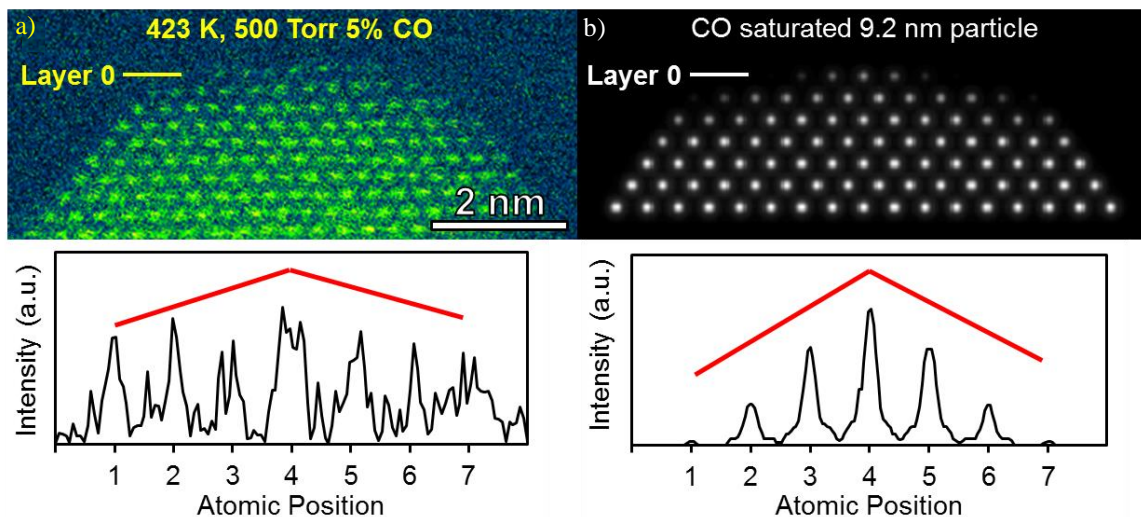 a)
423 K, 500 Torr 5% CO
Layer 0
2 nm
Intensity (a.u.)
1 2 3 4 5 6 7
Atomic Position
b)
CO saturated 9.2 nm particle
Layer 0
Intensity (a.u.)
1 2 3 4 5 6 7
Atomic Position